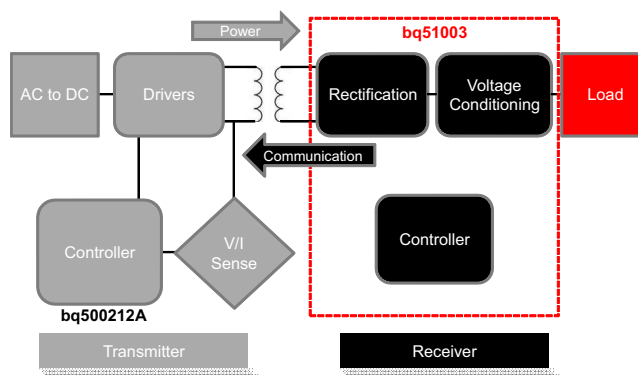 Power
bq51003
AC to DC
Drivers
Rectification
Voltage
Conditioning
Load
Communication
Controller
V/I
Sense
Controller
bq500212A
Transmitter
Receiver